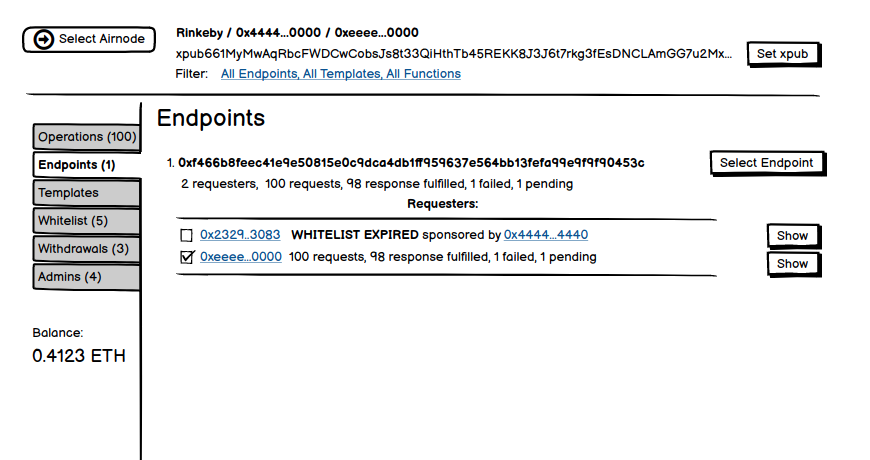 Select Airnode
Rinkeby / 0x4444...0000 / 0xeeee...0000
xpub661MyMwAqRbcFWDCwCobsJs8t33QiHthTb45REKK8J3J6t7rkg3fEsDNCLAmGG7u2Mx...
Set xpub
Filter: All Endpoints, All Templates, All Functions
Operations (100)
Endpoints (1)
Templates
Whitelist (5)
Withdrawals (3)
Admins (4)
Balance:
0.4123 ETH
Endpoints
1. 0xf466b8feec41e9e50815e0c9dca4db1ff959637e564bb13fefa99e9f9f90453c
Select Endpoint
2 requesters, 100 requests, 98 response fulfilled, 1 failed, 1 pending
Requesters:
0x2329..3083 WHITELIST EXPIRED sponsored by 0x4444...4440
Show
0xeeee...0000 100 requests, 98 response fulfilled, 1 failed, 1 pending
Show